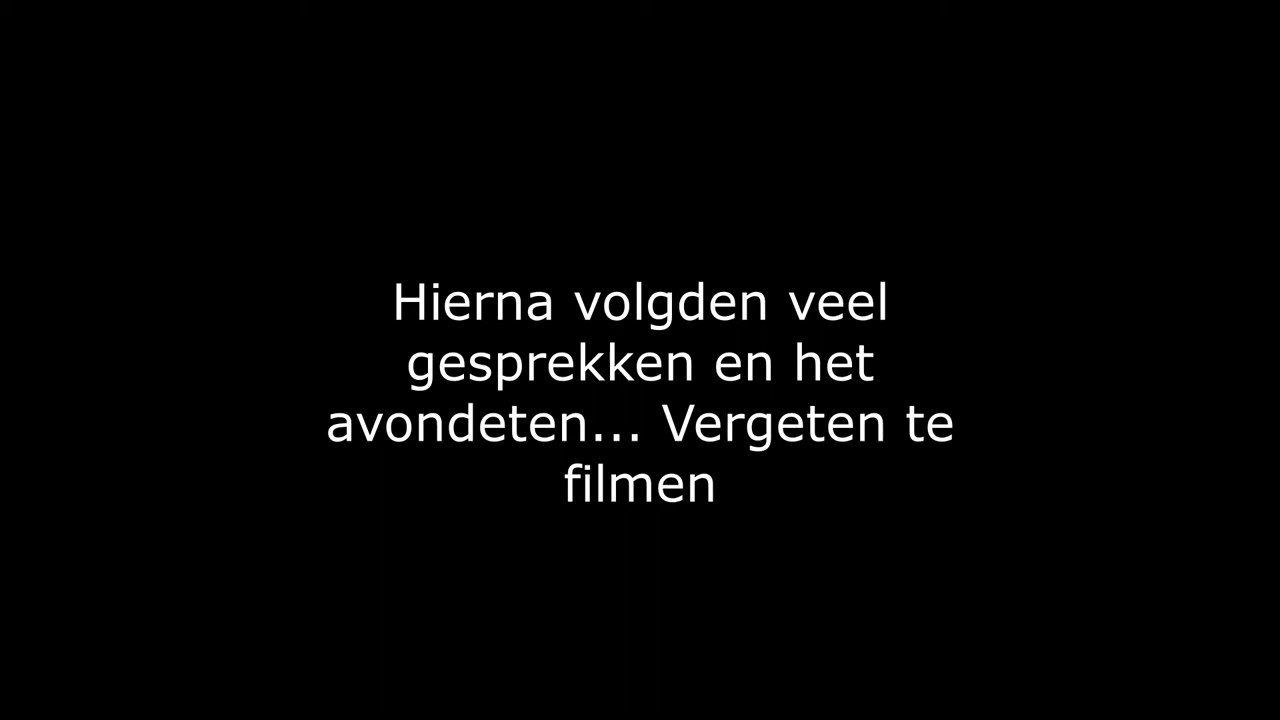 Hierna volgden veel
gesprekken en het
avondeten... Vergeten te
filmen